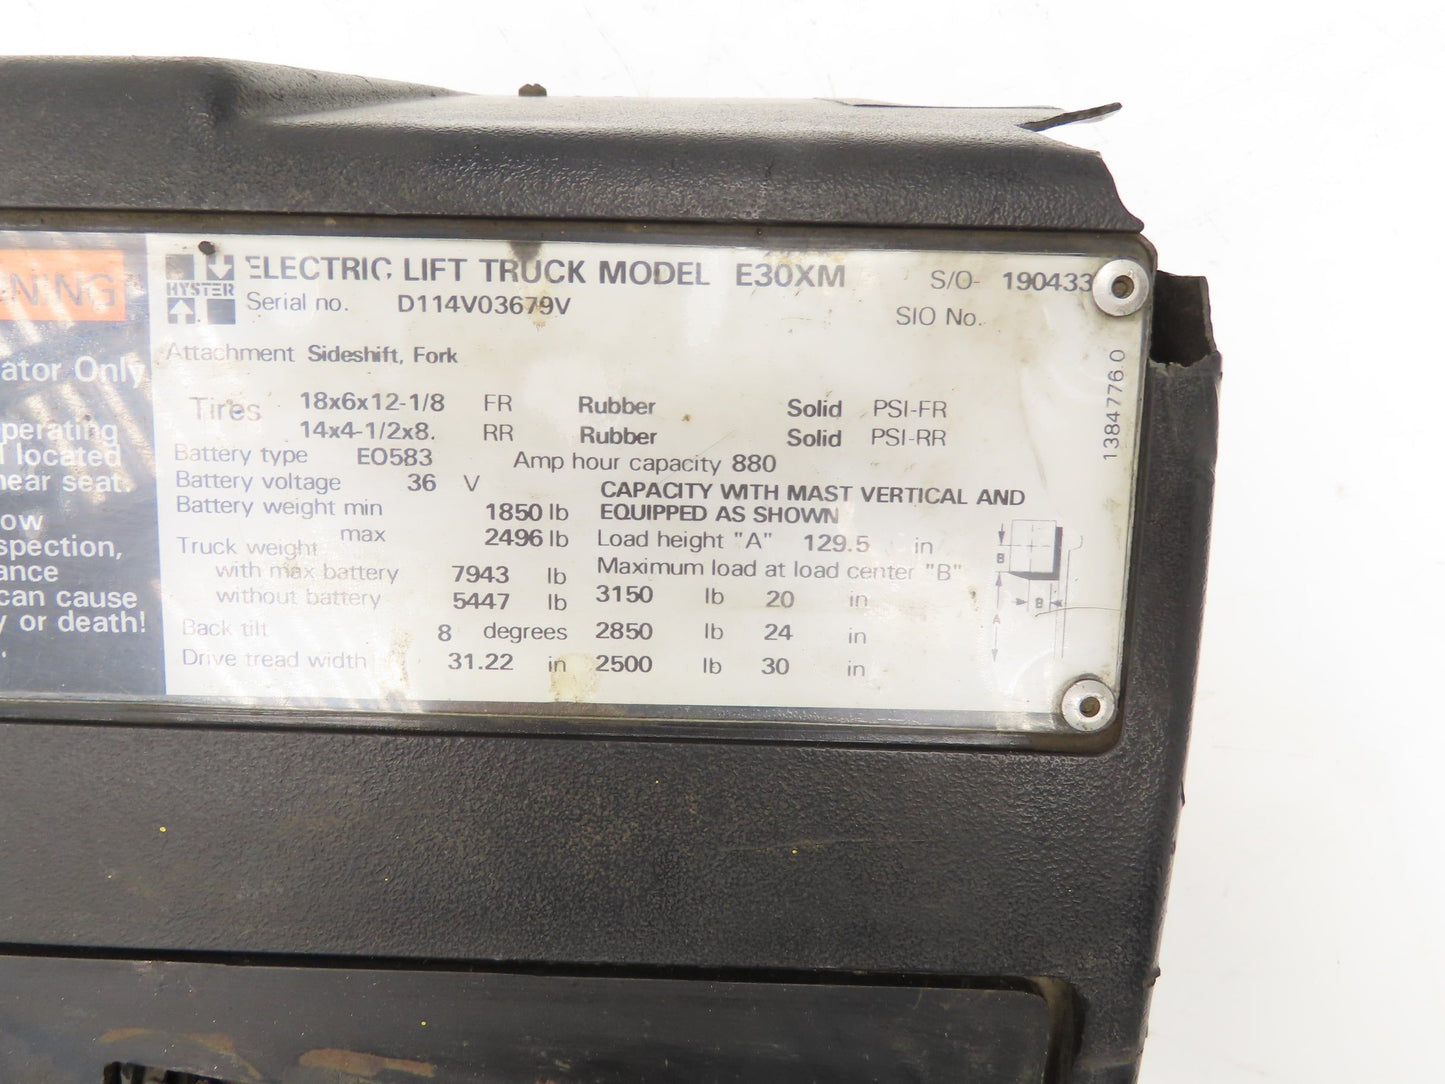 NING
ator Only
perating
located
near seat.
ow
spection,
ance
can cause
y or death!
HYSTER
ELECTRIC LIFT TRUCK MODEL E30XM S/O- 190433
Serial no. D114V03679V SIO No.
Attachment Sideshift, Fork
Tires 18x6x12-1/8 FR Rubber Solid PSI-FR
14x4-1/2x8. RR Rubber Solid PSI-RR
Battery type EO583 Amp hour capacity 880
Battery voltage 36 V
Battery weight min 1850 lb
max 2496 lb
Truck weight
with max battery 7943 lb
without battery 5447 lb
Back tilt 8 degrees
Drive tread width 31.22 in
CAPACITY WITH MAST VERTICAL AND
EQUIPPED AS SHOWN
Load height "A" 129.5 in
Maximum load at load center "B"
3150 lb 20 in
2850 lb 24 in
2500 lb 30 in
B
B
A
1384776.0